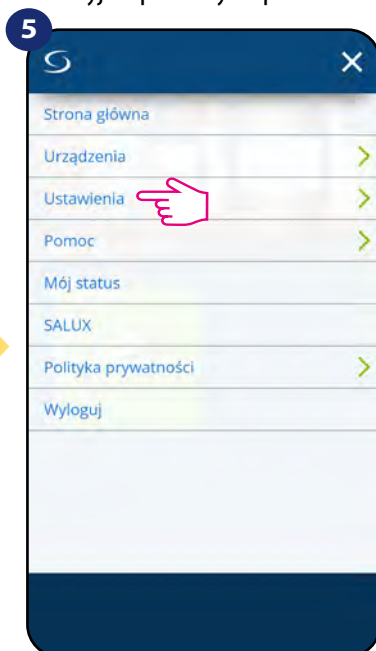 5
Strona główna
Urządzenia
Ustawienia
Pomoc
Mój status
SALUX
Polityka prywatności
Wyloguj